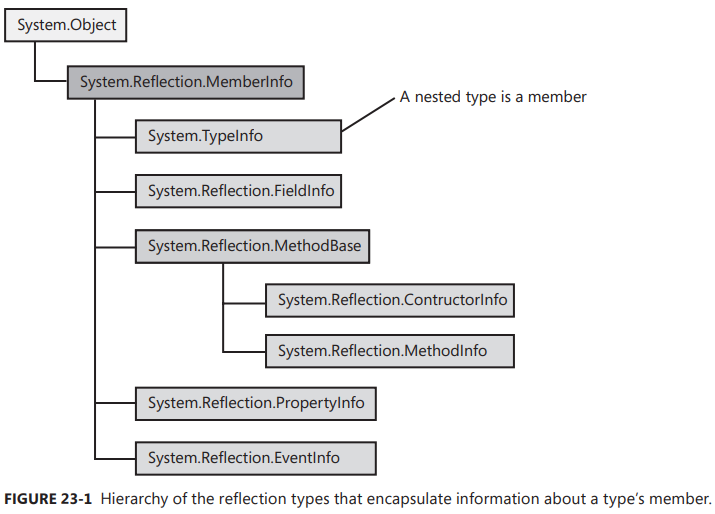 System.Object
System.Reflection.MemberInfo
A nested type is a member
System.TypeInfo
System.Reflection.FieldInfo
System.Reflection.MethodBase
System.Reflection.ContructorInfo
System.Reflection.MethodInfo
System.Reflection.PropertyInfo
System.Reflection.EventInfo
FIGURE 23-1 Hierarchy of the reflection types that encapsulate information about a type's member.